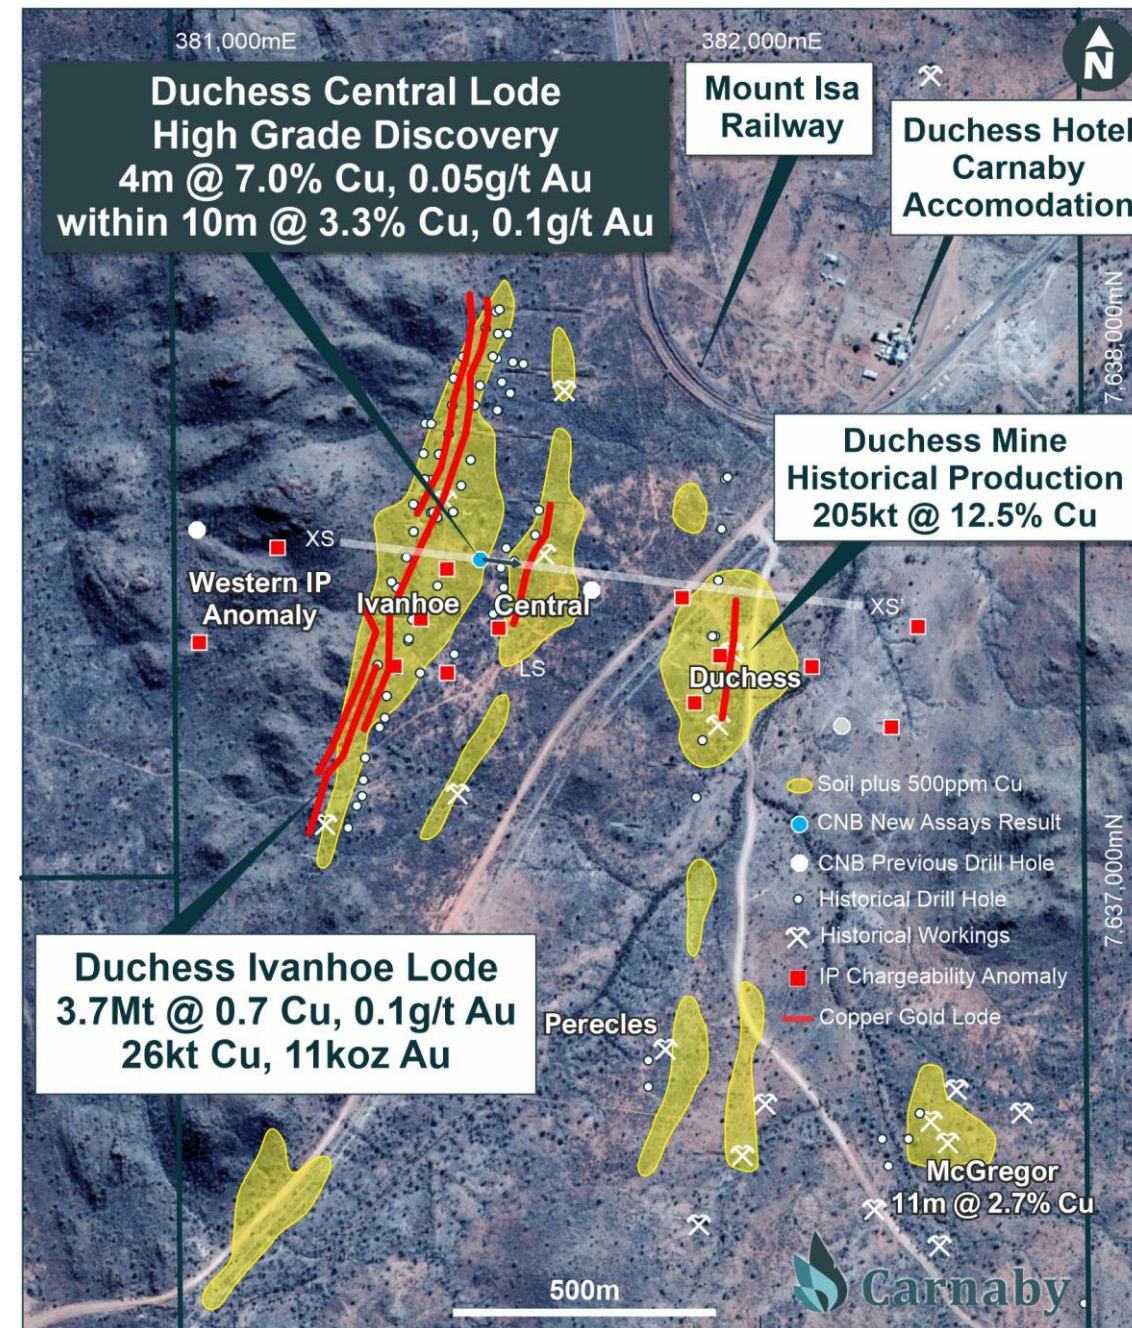 381,000mE
382,000mE
N
Duchess Central Lode
High Grade Discovery
4m @ 7.0% Cu, 0.05g/t Au
within 10m @ 3.3% Cu, 0.1g/t Au
Mount Isa
Railway
Duchess Hotel
Carnaby
Accomodation
7,638,000mN
Duchess Mine
Historical Production
205kt @ 12.5% Cu
XS
Western IP
Anomaly
Ivanhoe
Central
XS'
LS
Duchess
Soil plus 500ppm Cu
CNB New Assays Result
CNB Previous Drill Hole
Historical Drill Hole
Historical Workings
IP Chargeability Anomaly
Copper Gold Lode
7,637,000mN
Duchess Ivanhoe Lode
3.7Mt @ 0.7 Cu, 0.1g/t Au
26kt Cu, 11koz Au
Perecles
McGregor
11m @ 2.7% Cu
500m
Carnaby